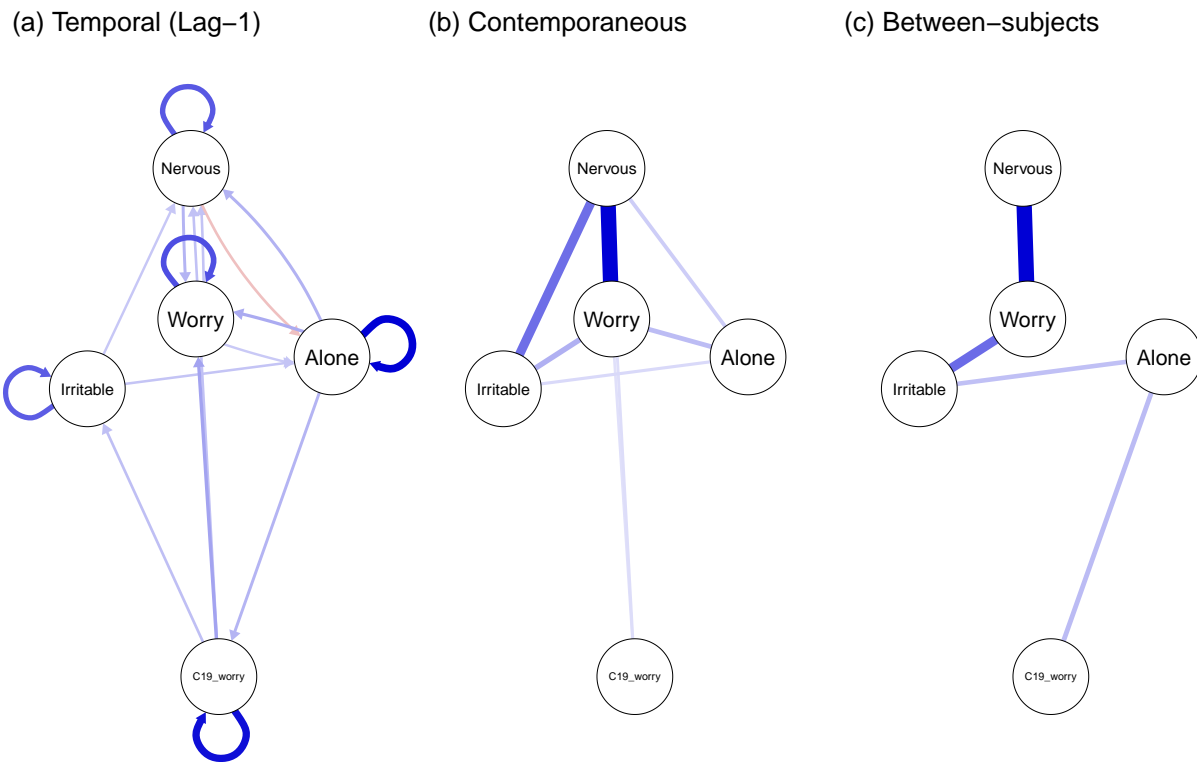 (a) Temporal (Lag−1)
(b) Contemporaneous
(c) Between−subjects
Nervous
Worry
Alone
Irritable
C19_worry
Nervous
Worry
Alone
Irritable
C19_worry
Nervous
Worry
Alone
Irritable
C19_worry